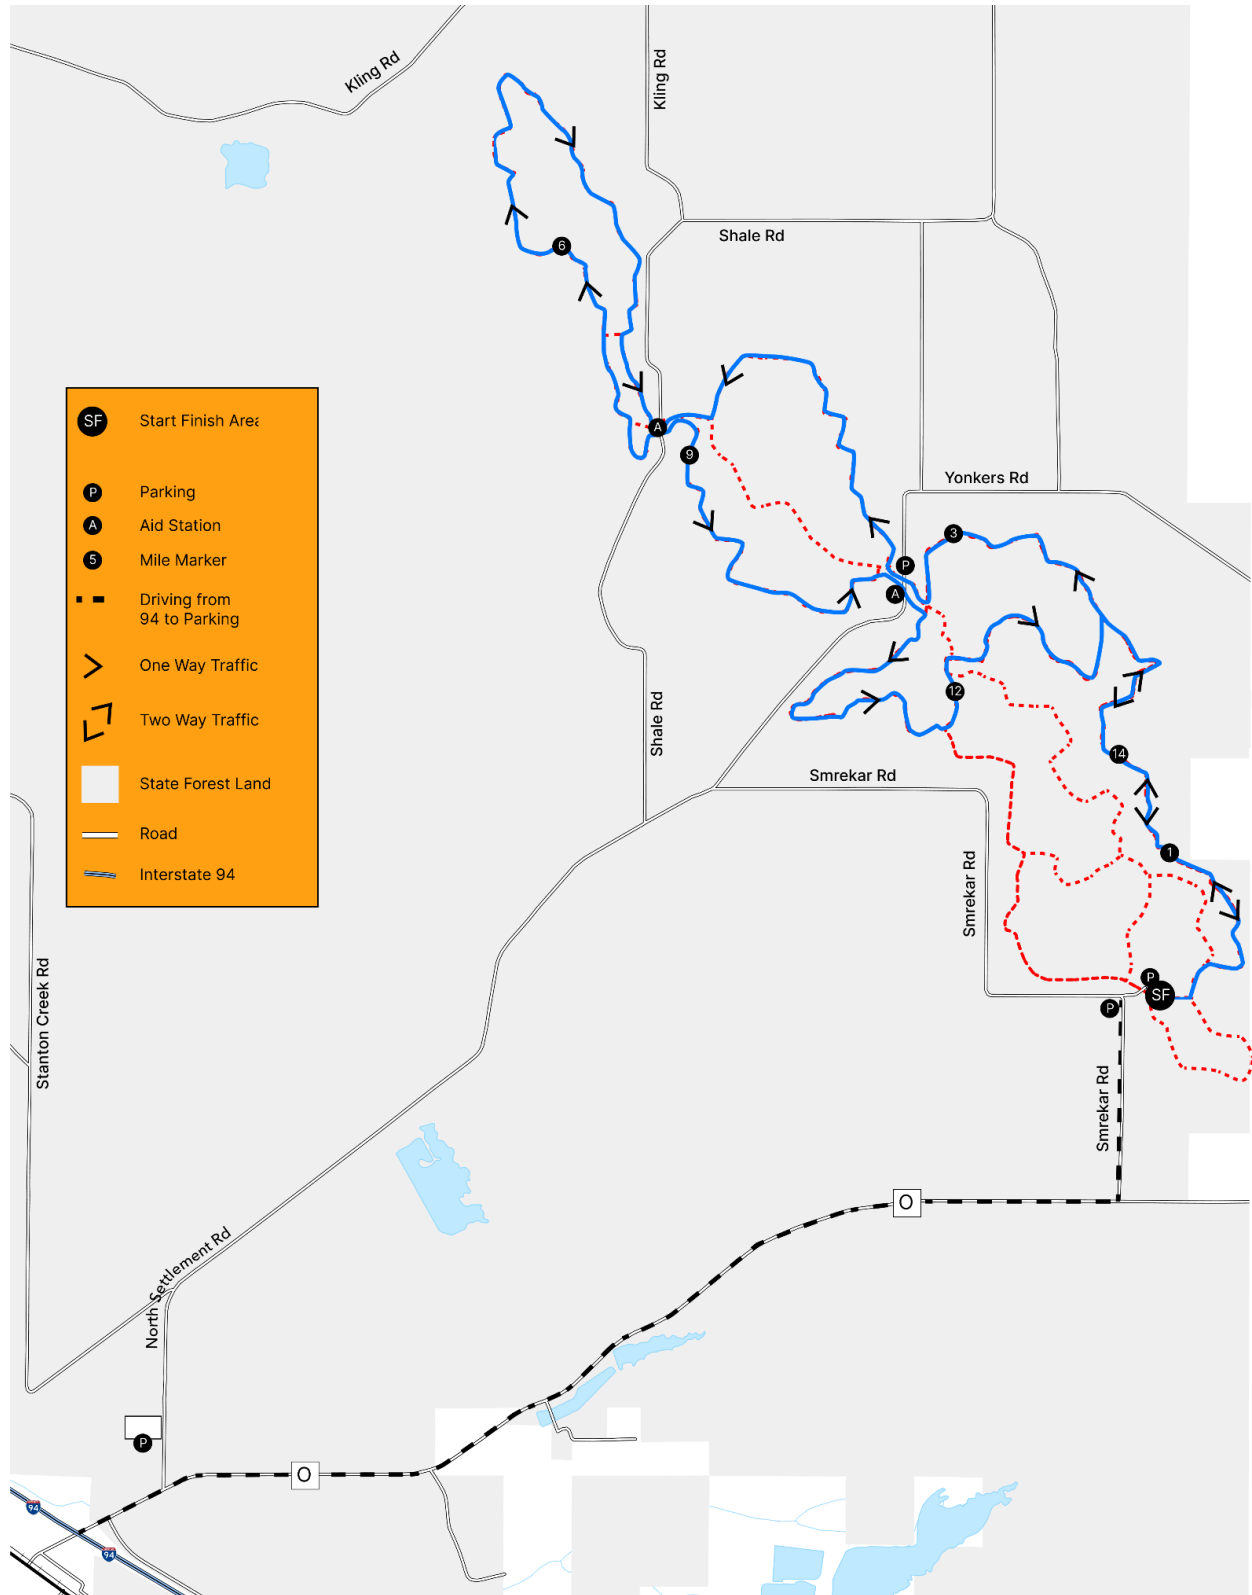 Kling Rd
Kling Rd
Shale Rd
6
A
9
Yonkers Rd
3
P
A
12
Shale Rd
14
Smrekar Rd
1
Smrekar Rd
P
SF
P
Smrekar Rd
SF Start Finish Area
P Parking
A Aid Station
5 Mile Marker
Driving from
94 to Parking
One Way Traffic
Two Way Traffic
State Forest Land
Road
Interstate 94
Stanton Creek Rd
O
North Settlement Rd
P
O
94
94